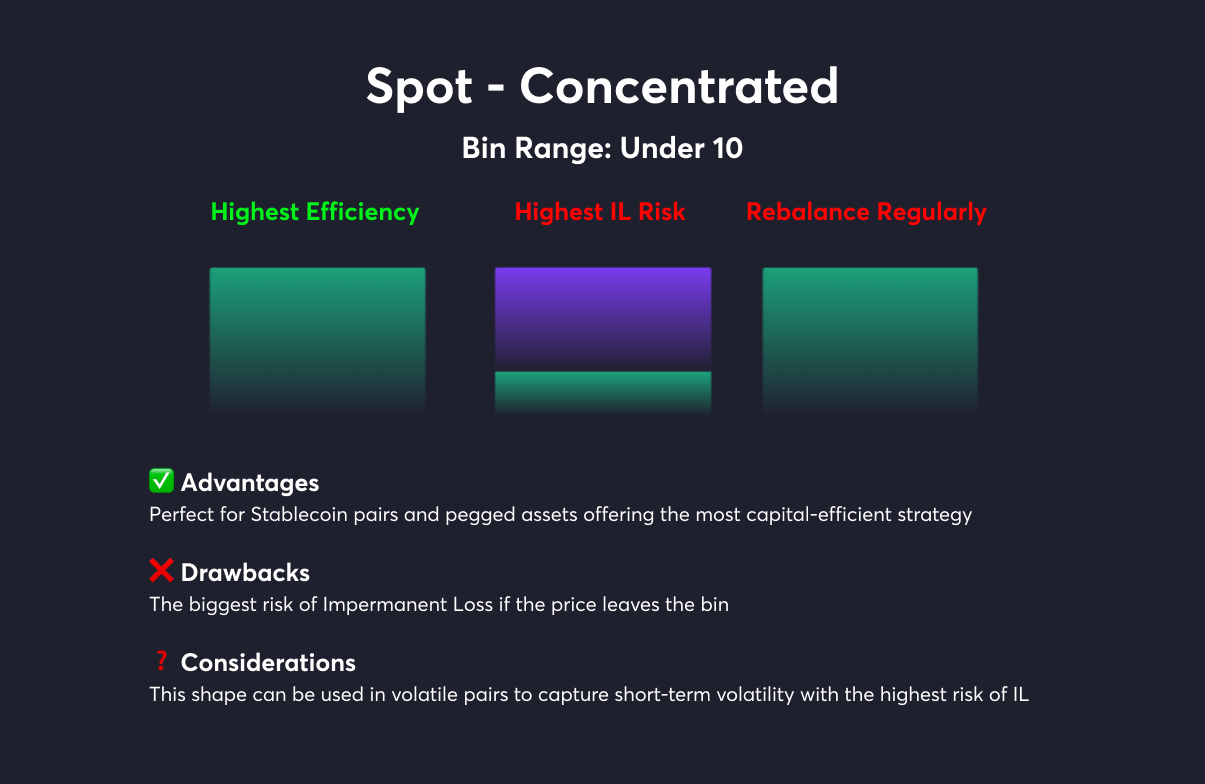 Spot - Concentrated
Bin Range: Under 10
Highest Efficiency
Highest IL Risk
Rebalance Regularly
✅ Advantages
Perfect for Stablecoin pairs and pegged assets offering the most capital-efficient strategy
❌ Drawbacks
The biggest risk of Impermanent Loss if the price leaves the bin
❓ Considerations
This shape can be used in volatile pairs to capture short-term volatility with the highest risk of IL